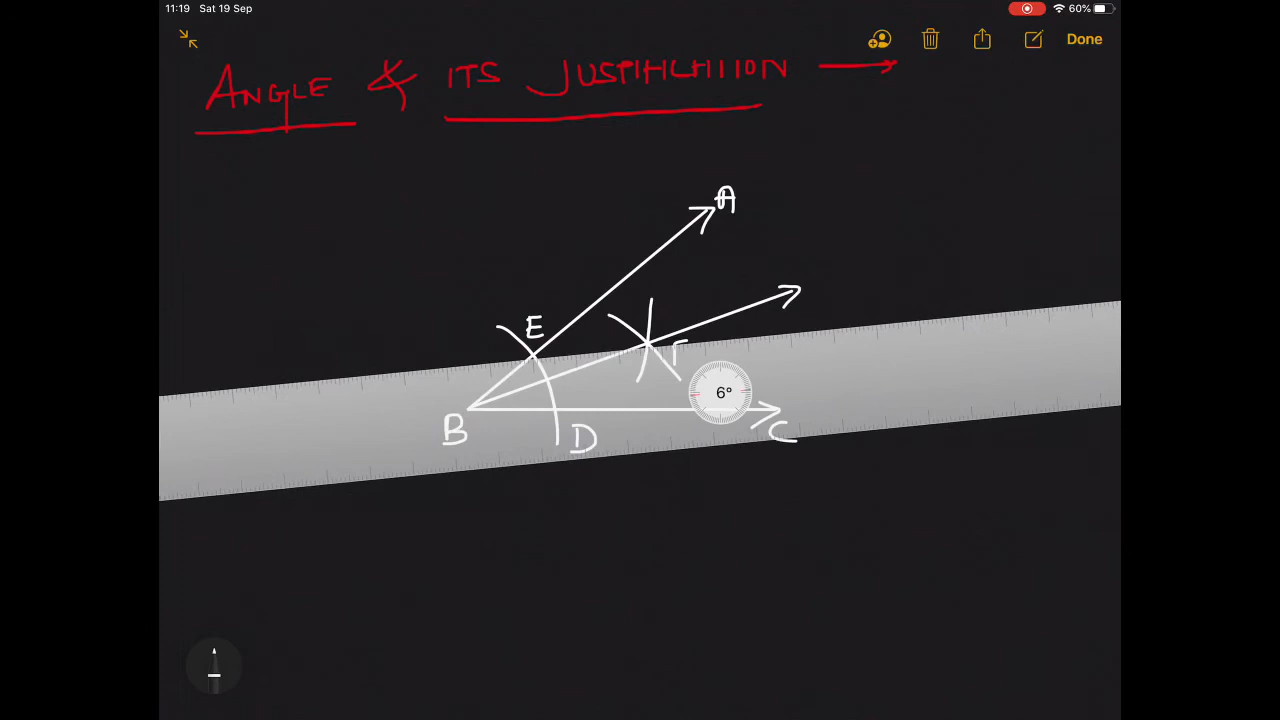 11:19 Sat 19 Sep 60%
Done
ANGLE & ITS JUSTIFICATION
A
E
F
6°
B D C